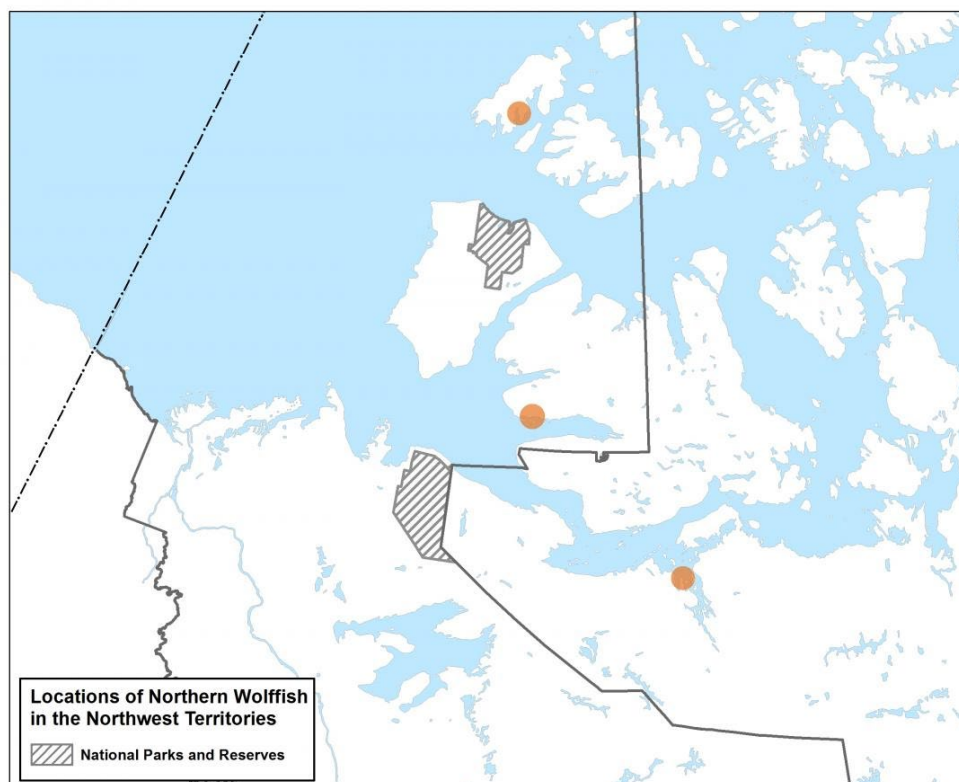 Locations of Northern Wolffish
in the Northwest Territories
National Parks and Reserves